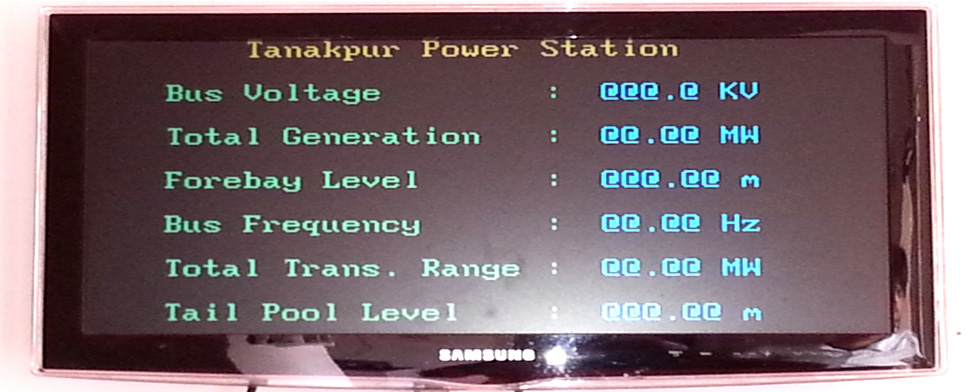 Tanakpur Power Station
Bus Voltage : @@@.@ KV
Total Generation : @@.@@ MW
Forebay Level : @@@.@@ m
Bus Frequency : @@.@@ Hz
Total Trans. Range : @@.@@ MW
Tail Pool Level : @@@.@@ m
SAMSUNG